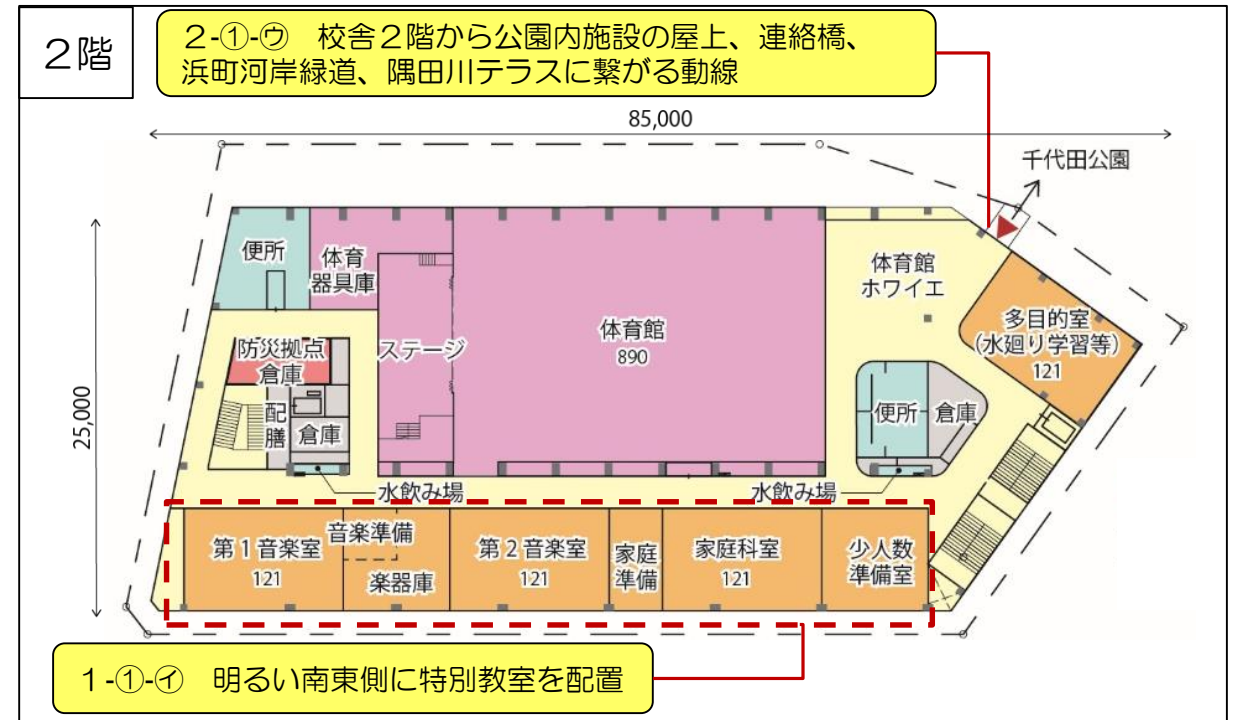 ２階
２-①-㋒　校舎２階から公園内施設の屋上、連絡橋、
浜町河岸緑道、隅田川テラスに繋がる動線
85,000
千代田公園
25,000
便所
体育
器具庫
ステージ
体育館
890
体育館
ホワイエ
多目的室
(水廻り学習等)
121
防災拠点
倉庫
配
膳
倉庫
便所
倉庫
水飲み場
水飲み場
第１音楽室
121
音楽準備
楽器庫
第２音楽室
121
家庭
準備
家庭科室
121
少人数
準備室
１-①-㋑　明るい南東側に特別教室を配置